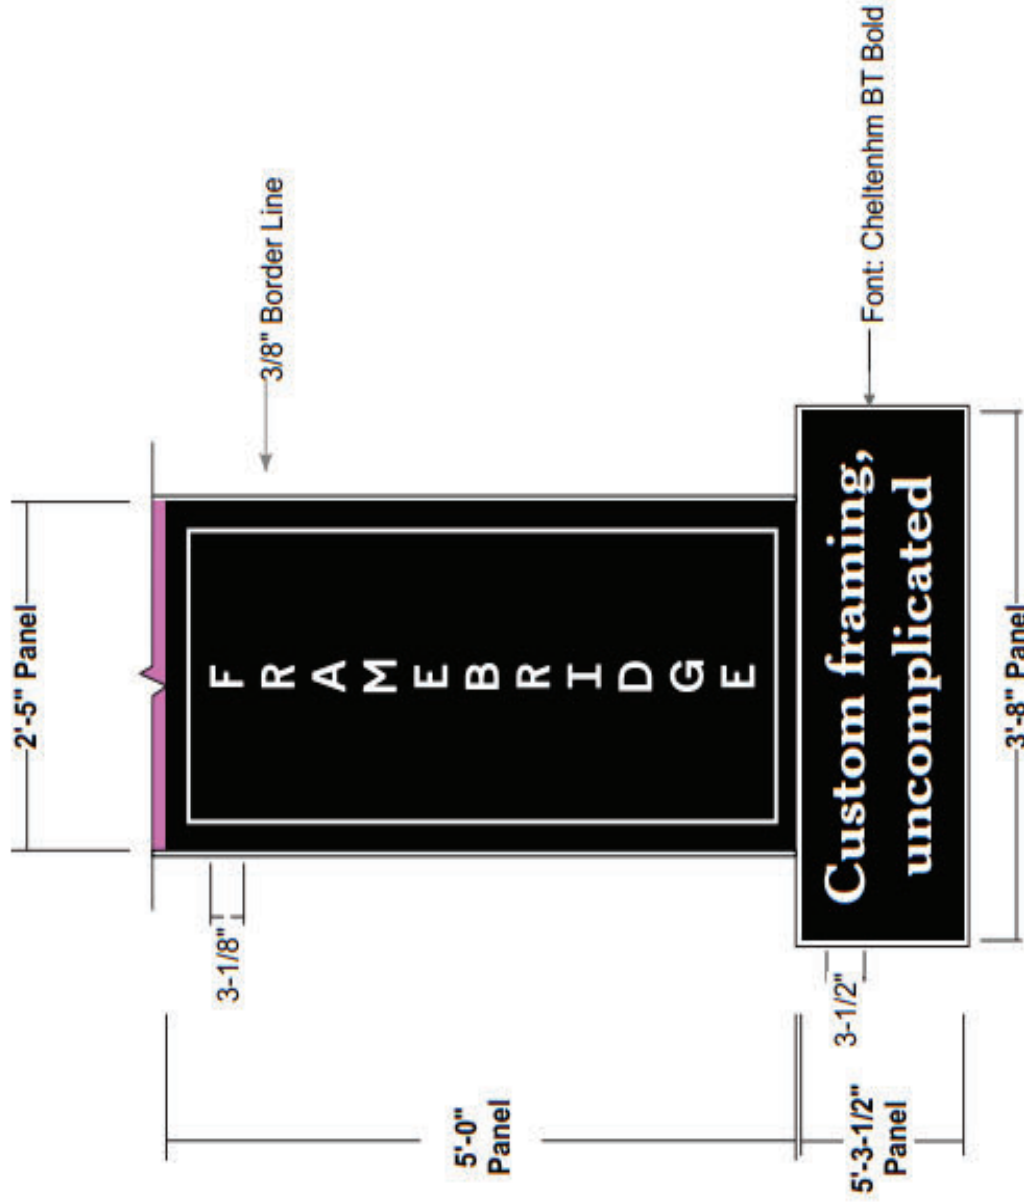 2'-5" Panel
3/8" Border Line
F
R
A
M
E
B
R
I
D
G
E
3-1/8"
5'-0"
Panel
Custom framing,
uncomplicated
Font: Cheltenhm BT Bold
3-1/2"
5'-3-1/2"
Panel
3'-8" Panel